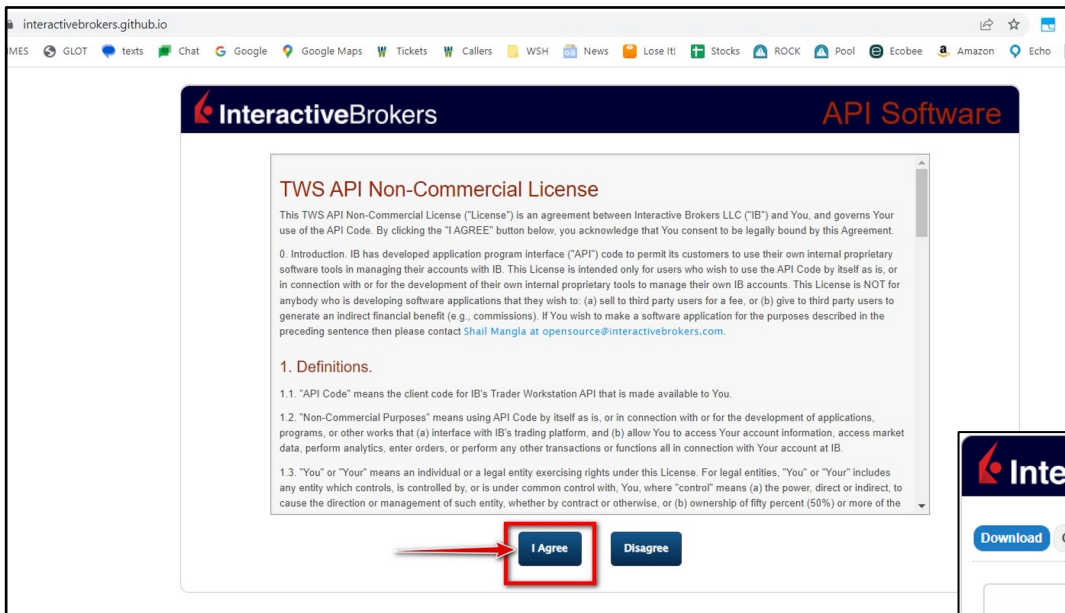 interactivebrokers.github.io
MES GLOT texts Chat Google Google Maps Tickets Callers WSH News Lose It! Stocks ROCK Pool Ecobee Amazon Echo
InteractiveBrokers API Software
TWS API Non-Commercial License
This TWS API Non-Commercial License ("License") is an agreement between Interactive Brokers LLC ("IB") and You, and governs Your
use of the API Code. By clicking the "I AGREE" button below, you acknowledge that You consent to be legally bound by this Agreement.
0. Introduction. IB has developed application program interface ("API") code to permit its customers to use their own internal proprietary
software tools in managing their accounts with IB. This License is intended only for users who wish to use the API Code by itself as is, or
in connection with or for the development of their own internal proprietary tools to manage their own IB accounts. This License is NOT for
anybody who is developing software applications that they wish to: (a) sell to third party users for a fee, or (b) give to third party users to
generate an indirect financial benefit (e.g., commissions). If You wish to make a software application for the purposes described in the
preceding sentence then please contact Shail Mangla at opensource@interactivebrokers.com.
1. Definitions.
1.1. "API Code" means the client code for IB's Trader Workstation API that is made available to You.
1.2. "Non-Commercial Purposes" means using API Code by itself as is, or in connection with or for the development of applications,
programs, or other works that (a) interface with IB's trading platform, and (b) allow You to access Your account information, access market
data, perform analytics, enter orders, or perform any other transactions or functions all in connection with Your account at IB.
1.3. "You" or "Your" means an individual or a legal entity exercising rights under this License. For legal entities, "You" or "Your" includes
any entity which controls, is controlled by, or is under common control with, You, where "control" means (a) the power, direct or indirect, to
cause the direction or management of such entity, whether by contract or otherwise, or (b) ownership of fifty percent (50%) or more of the
I Agree Disagree
Inte
Download